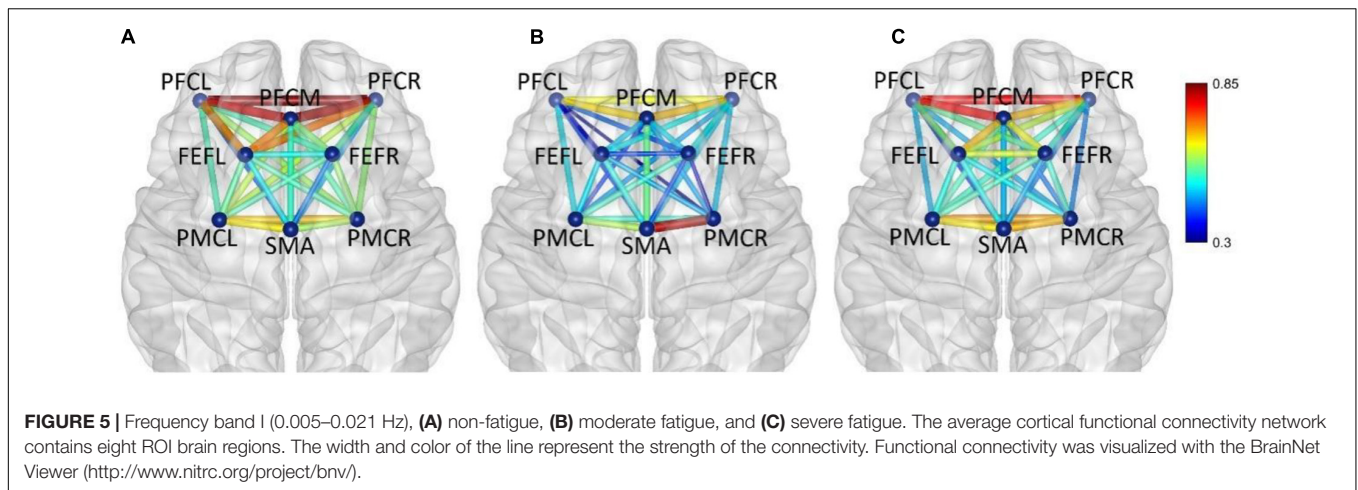 A
B
C
PFCL
PFCR
PFCM
FEFL
FEFR
PMCL
PMCR
SMA
PFCL
PFCR
PFCM
FEFL
FEFR
PMCL
PMCR
SMA
PFCL
PFCR
PFCM
FEFL
FEFR
PMCL
PMCR
SMA
0.85
0.3
FIGURE 5 | Frequency band I (0.005–0.021 Hz), (A) non-fatigue, (B) moderate fatigue, and (C) severe fatigue. The average cortical functional connectivity network
contains eight ROI brain regions. The width and color of the line represent the strength of the connectivity. Functional connectivity was visualized with the BrainNet
Viewer (http://www.nitrc.org/project/bnv/).